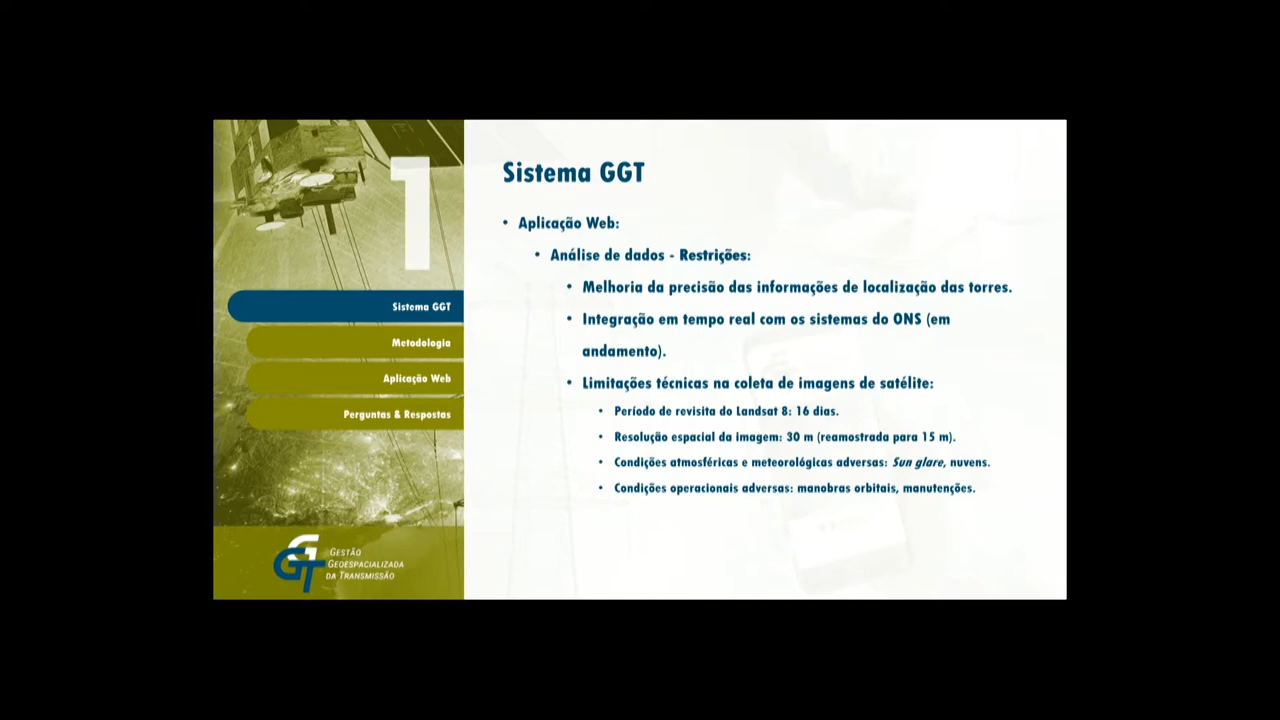 1
Sistema GGT
Metodologia
Aplicação Web
Perguntas & Respostas
GGT
GESTÃO
GEOESPACIALIZADA
DA TRANSMISSÃO
Sistema GGT
• Aplicação Web:
• Análise de dados - Restrições:
• Melhoria da precisão das informações de localização das torres.
• Integração em tempo real com os sistemas do ONS (em
andamento).
• Limitações técnicas na coleta de imagens de satélite:
• Período de revisita do Landsat 8: 16 dias.
• Resolução espacial da imagem: 30 m (reamostrada para 15 m).
• Condições atmosféricas e meteorológicas adversas: Sun glare, nuvens.
• Condições operacionais adversas: manobras orbitais, manutenções.